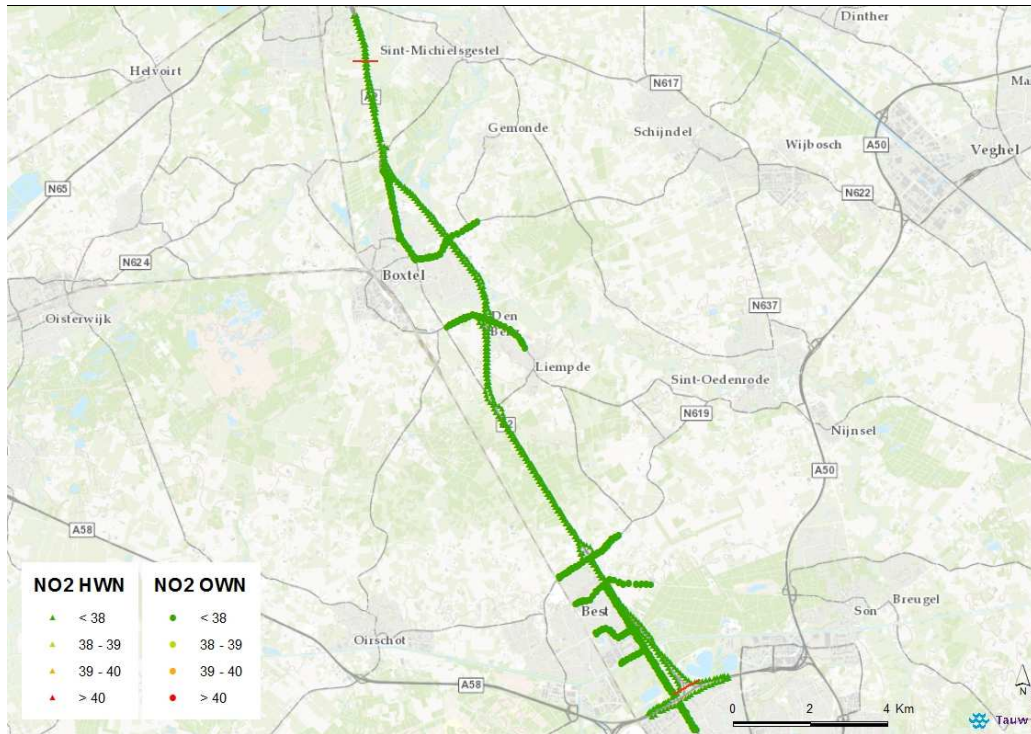 Dinther
Sint-Michielsgestel
Helvoirt
N617
Gemonde
Schijndel
Wijbosch
A50
Veghel
N65
N622
N624
Boxtel
N637
Oisterwijk
Den
Liempde
Sint-Oedenrode
N619
Nijnsel
A50
A58
NO2 HWN
NO2 OWN
< 38
< 38
38 - 39
38 - 39
39 - 40
39 - 40
> 40
> 40
Best
Son
Breugel
Oirschot
A58
0 2 4 Km
N
Tauw